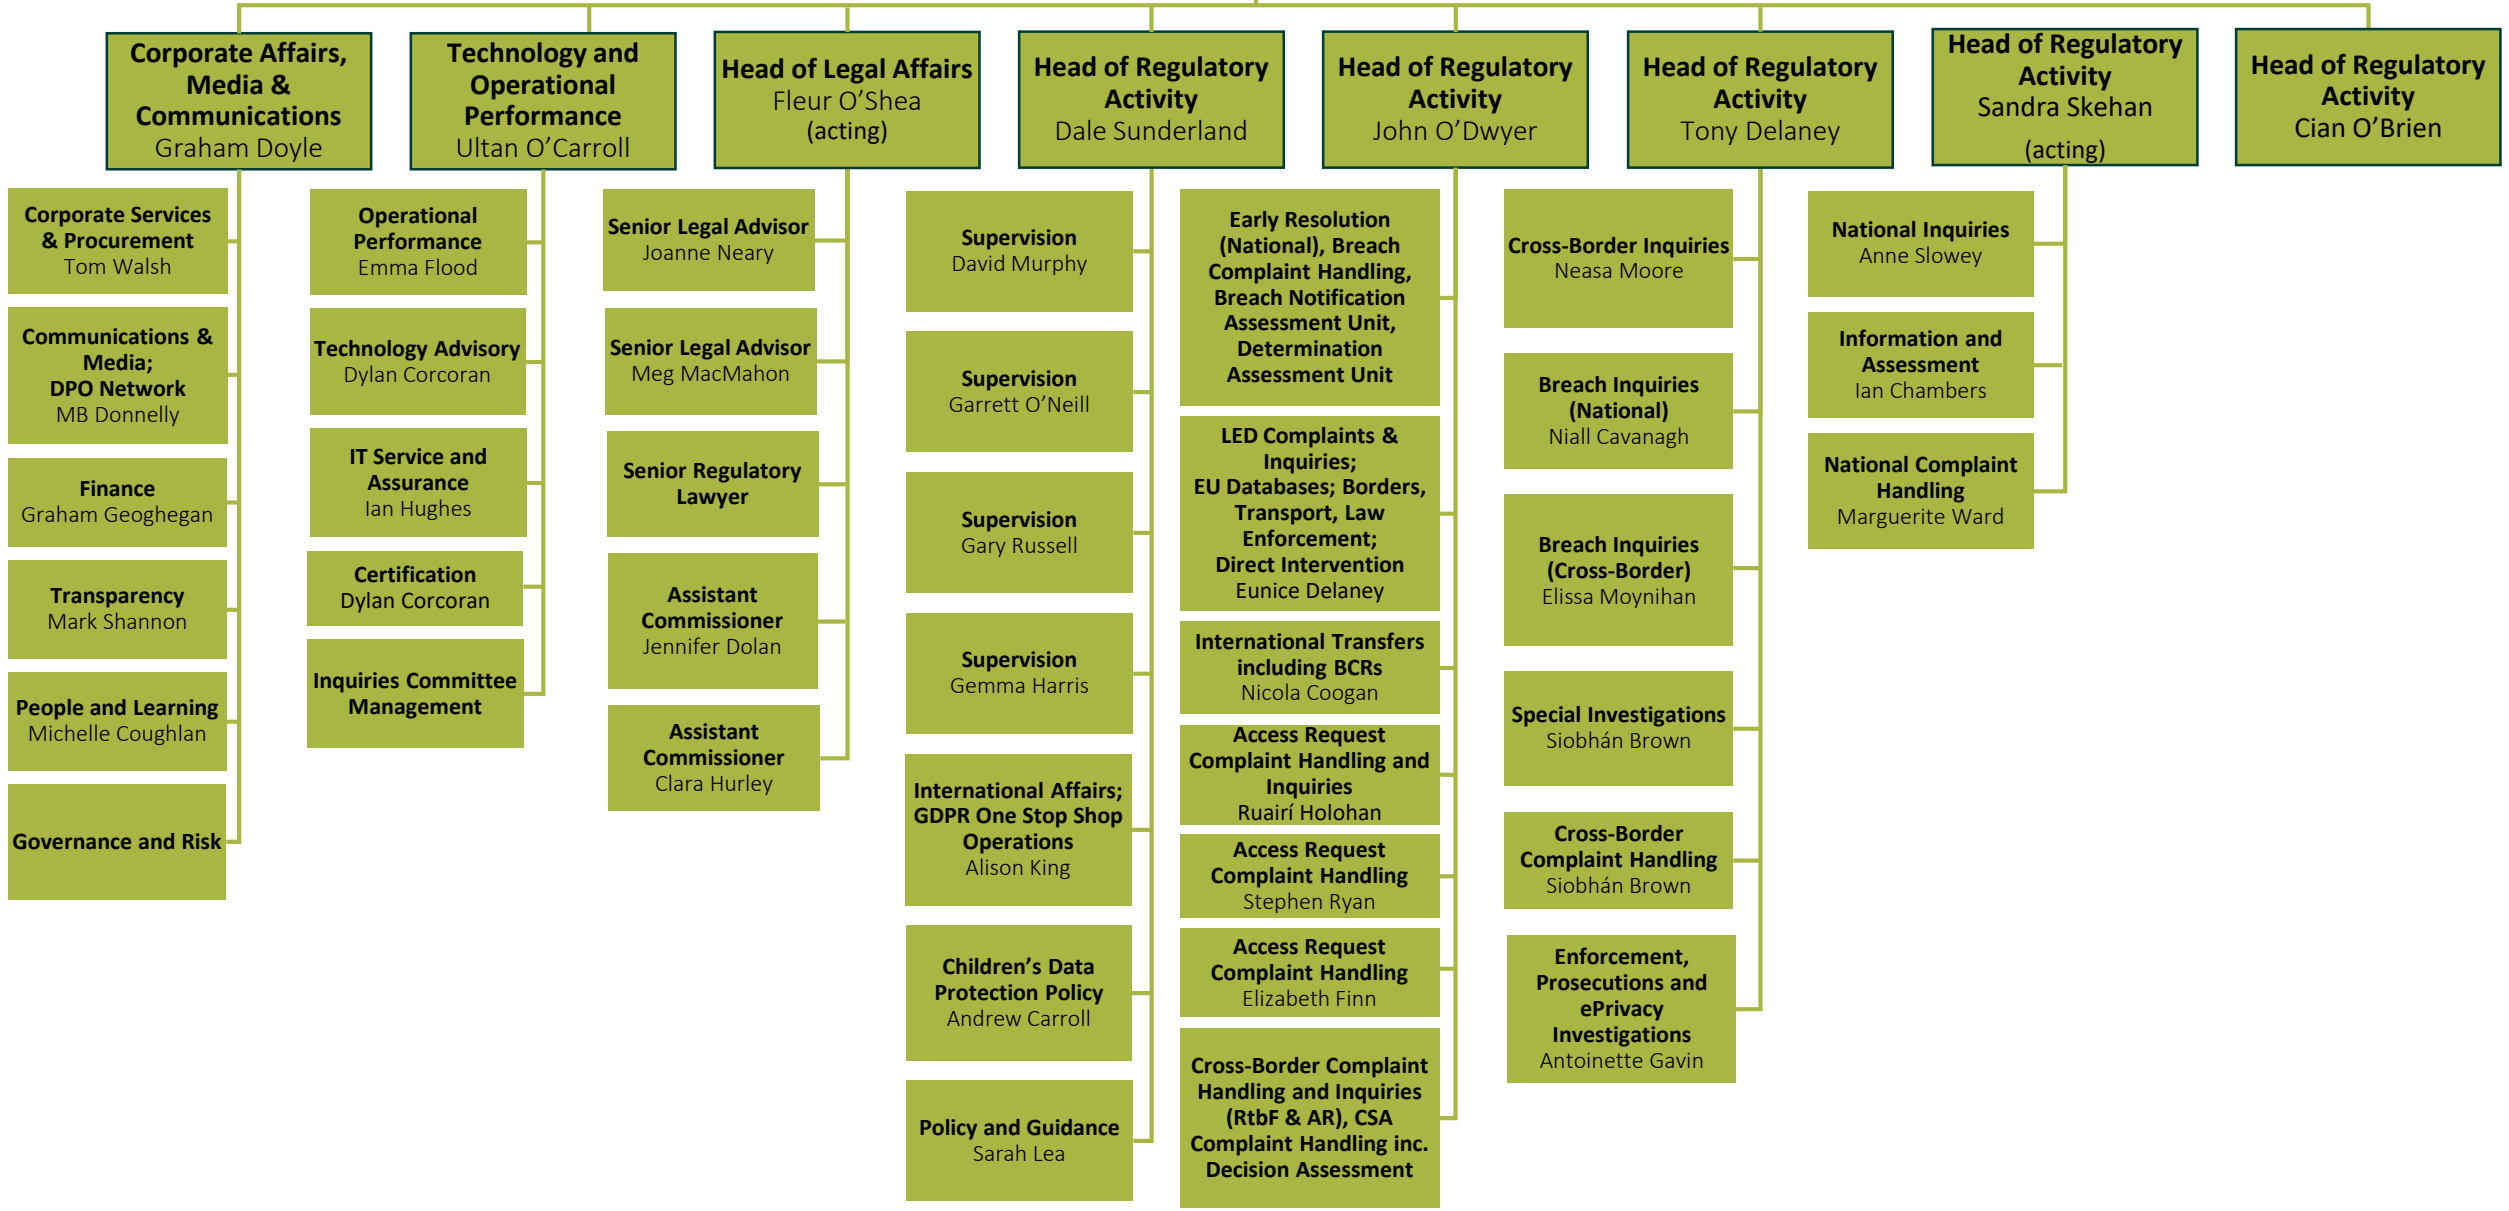 Corporate Affairs,
Media &
Communications
Graham Doyle
Technology and
Operational
Performance
Ultan O'Carroll
Head of Legal Affairs
Fleur O'Shea
(acting)
Head of Regulatory
Activity
Dale Sunderland
Head of Regulatory
Activity
John O'Dwyer
Head of Regulatory
Activity
Tony Delaney
Head of Regulatory
Activity
Sandra Skehan
(acting)
Head of Regulatory
Activity
Cian O'Brien
Corporate Services
& Procurement
Tom Walsh
Communications &
Media;
DPO Network
MB Donnelly
Finance
Graham Geoghegan
Transparency
Mark Shannon
People and Learning
Michelle Coughlan
Governance and Risk
Operational
Performance
Emma Flood
Technology Advisory
Dylan Corcoran
IT Service and
Assurance
Ian Hughes
Certification
Dylan Corcoran
Inquiries Committee
Management
Senior Legal Advisor
Joanne Neary
Senior Legal Advisor
Meg MacMahon
Senior Regulatory
Lawyer
Assistant
Commissioner
Jennifer Dolan
Assistant
Commissioner
Clara Hurley
Supervision
David Murphy
Supervision
Garrett O'Neill
Supervision
Gary Russell
Supervision
Gemma Harris
International Affairs;
GDPR One Stop Shop
Operations
Alison King
Children's Data
Protection Policy
Andrew Carroll
Policy and Guidance
Sarah Lea
Early Resolution
(National), Breach
Complaint Handling,
Breach Notification
Assessment Unit,
Determination
Assessment Unit
LED Complaints &
Inquiries;
EU Databases; Borders,
Transport, Law
Enforcement;
Direct Intervention
Eunice Delaney
International Transfers
including BCRs
Nicola Coogan
Access Request
Complaint Handling and
Inquiries
Ruairí Holohan
Access Request
Complaint Handling
Stephen Ryan
Access Request
Complaint Handling
Elizabeth Finn
Cross-Border Complaint
Handling and Inquiries
(RtbF & AR), CSA
Complaint Handling inc.
Decision Assessment
Cross-Border Inquiries
Neasa Moore
Breach Inquiries
(National)
Niall Cavanagh
Breach Inquiries
(Cross-Border)
Elissa Moynihan
Special Investigations
Siobhán Brown
Cross-Border
Complaint Handling
Siobhán Brown
Enforcement,
Prosecutions and
ePrivacy
Investigations
Antoinette Gavin
National Inquiries
Anne Slowey
Information and
Assessment
Ian Chambers
National Complaint
Handling
Marguerite Ward